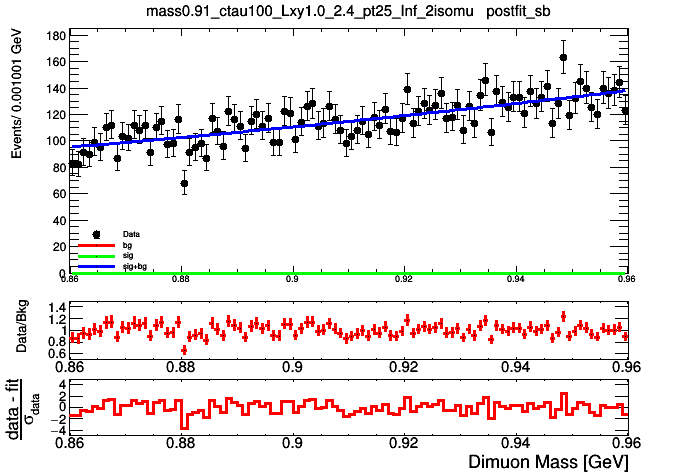 mass0.91_ctau100_Lxy1.0_2.4_pt25_Inf_2isomu postfit_sb
Events/ 0.001001 GeV
180
160
140
120
100
80
60
40
20
0
Data
bg
sig
sig+bg
0.86 0.88 0.9 0.92 0.94 0.96
Data/Bkg
1.4
1.2
1
0.8
0.6
0.86 0.88 0.9 0.92 0.94 0.96
data - fit
σdata
4
2
0
−2
−4
0.86 0.88 0.9 0.92 0.94 0.96
Dimuon Mass [GeV]